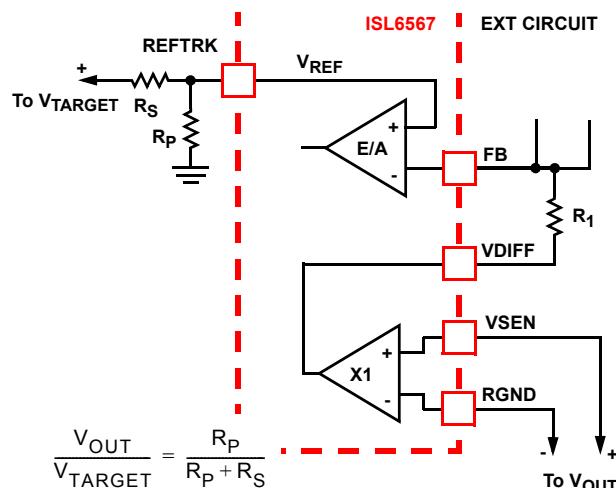 ISL6567 EXT CIRCUIT
REFTRK
VREF
+
To VTARGET
RS
RP
+
E/A
-
FB
R1
VDIFF
VSEN
+
X1
-
RGND
VOUT / VTARGET = RP / RP + RS
- +
To VOUT